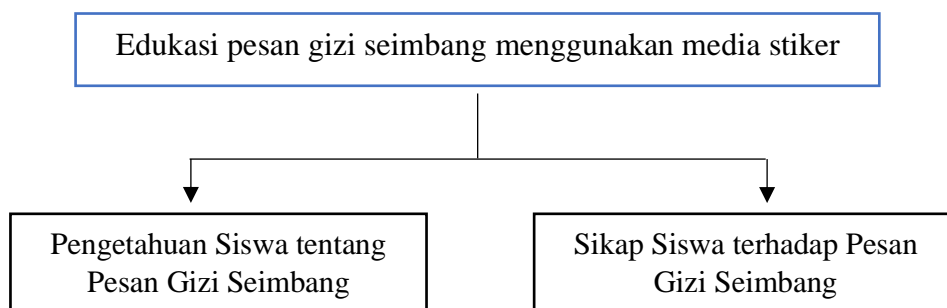 Edukasi pesan gizi seimbang menggunakan media stiker
Pengetahuan Siswa tentang
Pesan Gizi Seimbang
Sikap Siswa terhadap Pesan
Gizi Seimbang